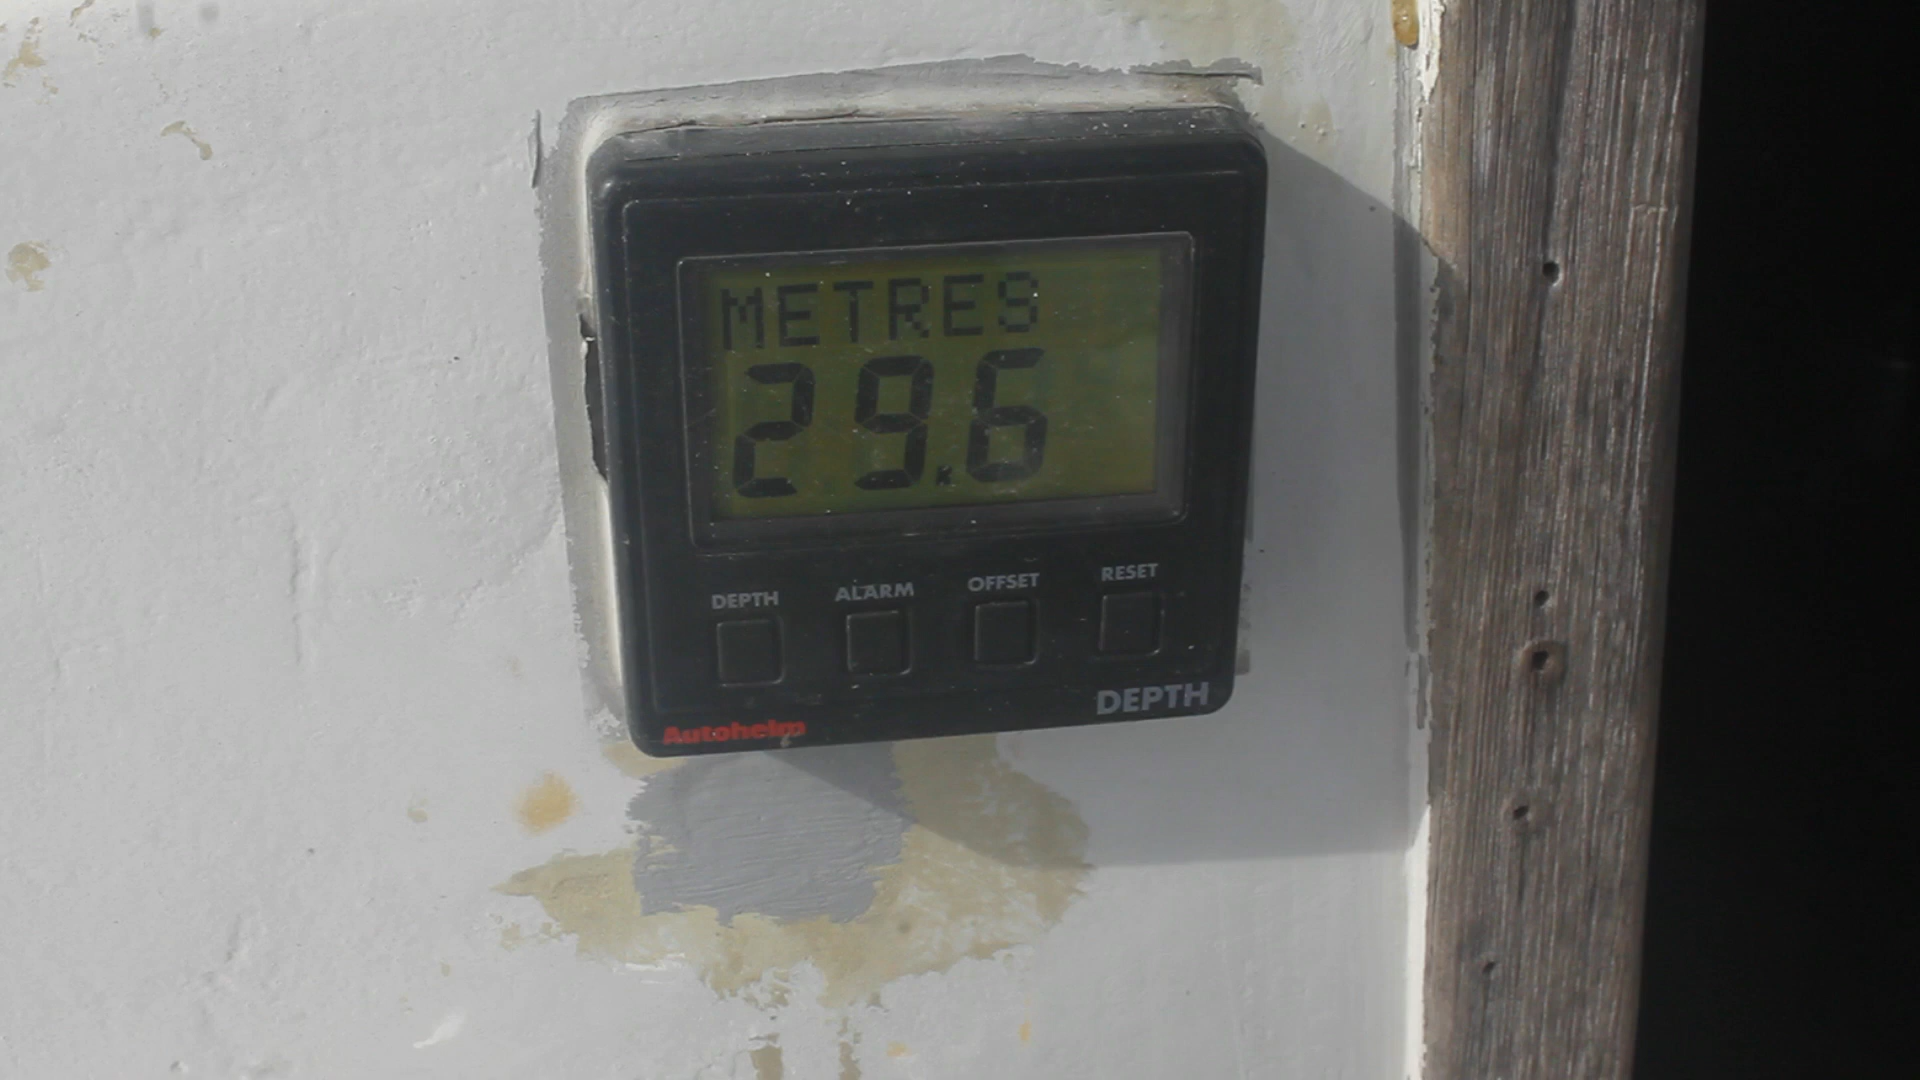 METRES
29.6
DEPTH ALARM OFFSET RESET
DEPTH
Autohelm